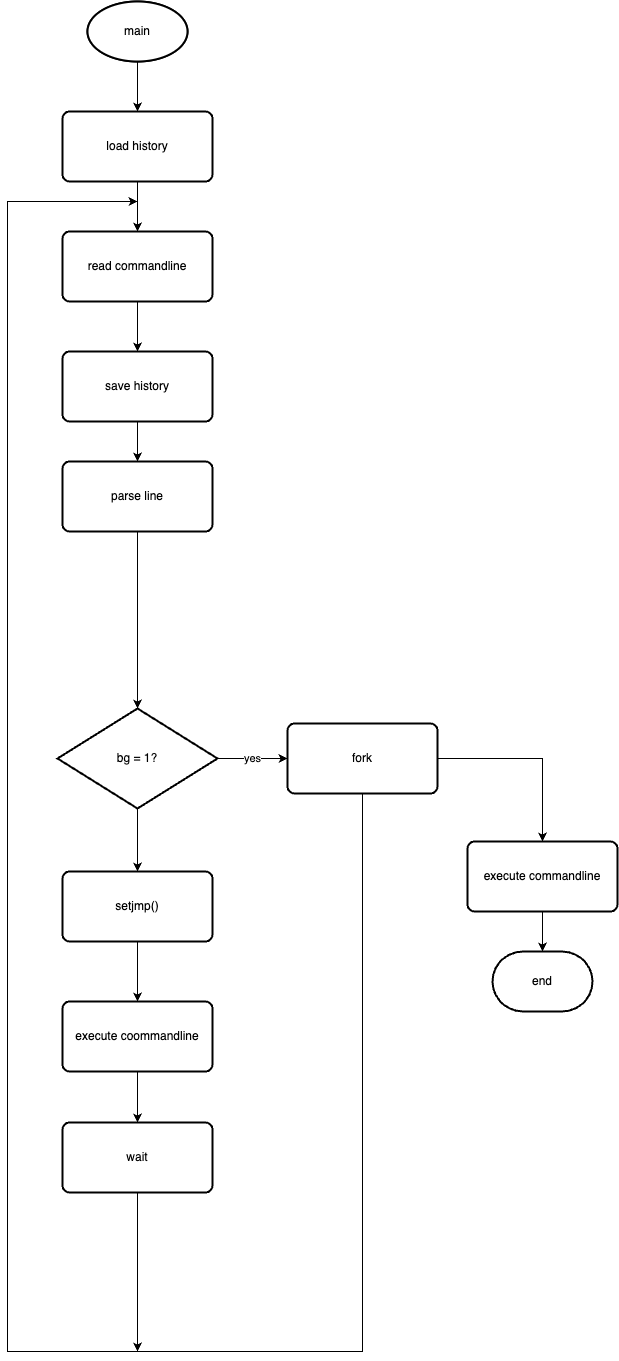 main
load history
read commandline
save history
parse line
bg = 1?
yes
fork
setjmp()
execute commandline
end
execute coommandline
wait